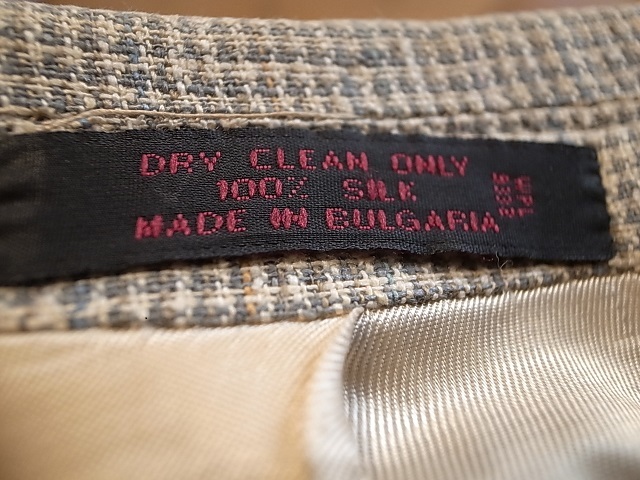 DRY CLEAN ONLY
100% SILK
MADE IN BULGARIA